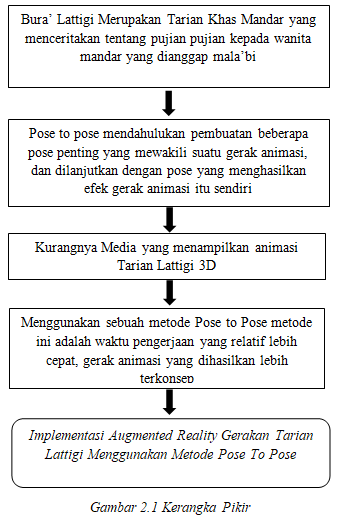 Bura’ Lattigi Merupakan Tarian Khas Mandar yang
menceritakan tentang pujian pujian kepada wanita
mandar yang dianggap mala’bi
Pose to pose mendahulukan pembuatan beberapa
pose penting yang mewakili suatu gerak animasi,
dan dilanjutkan dengan pose yang menghasilkan
efek gerak animasi itu sendiri
Kurangnya Media yang menampilkan animasi
Tarian Lattigi 3D
Menggunakan sebuah metode Pose to Pose metode
ini adalah waktu pengerjaan yang relatif lebih
cepat, gerak animasi yang dihasilkan lebih
terkonsep
Implementasi Augmented Reality Gerakan Tarian
Lattigi Menggunakan Metode Pose To Pose
Gambar 2.1 Kerangka Pikir